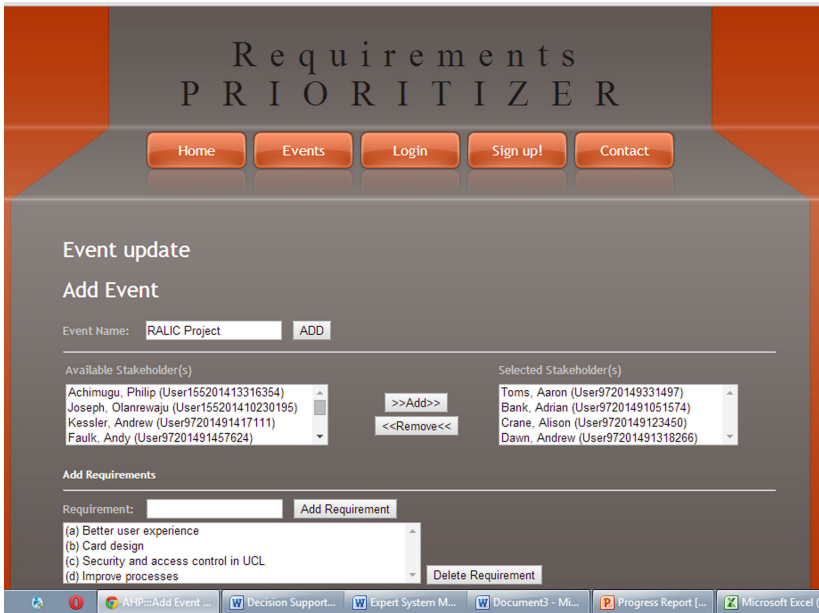 Requirements
PRIORITIZER
Home Events Login Sign up! Contact
Event update
Add Event
Event Name: RALIC Project ADD
Available Stakeholder(s) Selected Stakeholder(s)
Achimugu, Philip (User155201413316354) Toms, Aaron (User9720149331497)
Joseph, Olanrewaju (User155201410230195) >>Add>> Bank, Adrian (User97201491051574)
Kessler, Andrew (User97201491417111) <<Remove<< Crane, Alison (User9720149123450)
Faulk, Andy (User97201491457624) Dawn, Andrew (User97201491318266)
Add Requirements
Requirement: Add Requirement
(a) Better user experience
(b) Card design
(c) Security and access control in UCL
(d) Improve processes Delete Requirement
AHP:::Add Event ... Decision Support... Expert System M... Document3 - Mi... Progress Report [... Microsoft Excel (